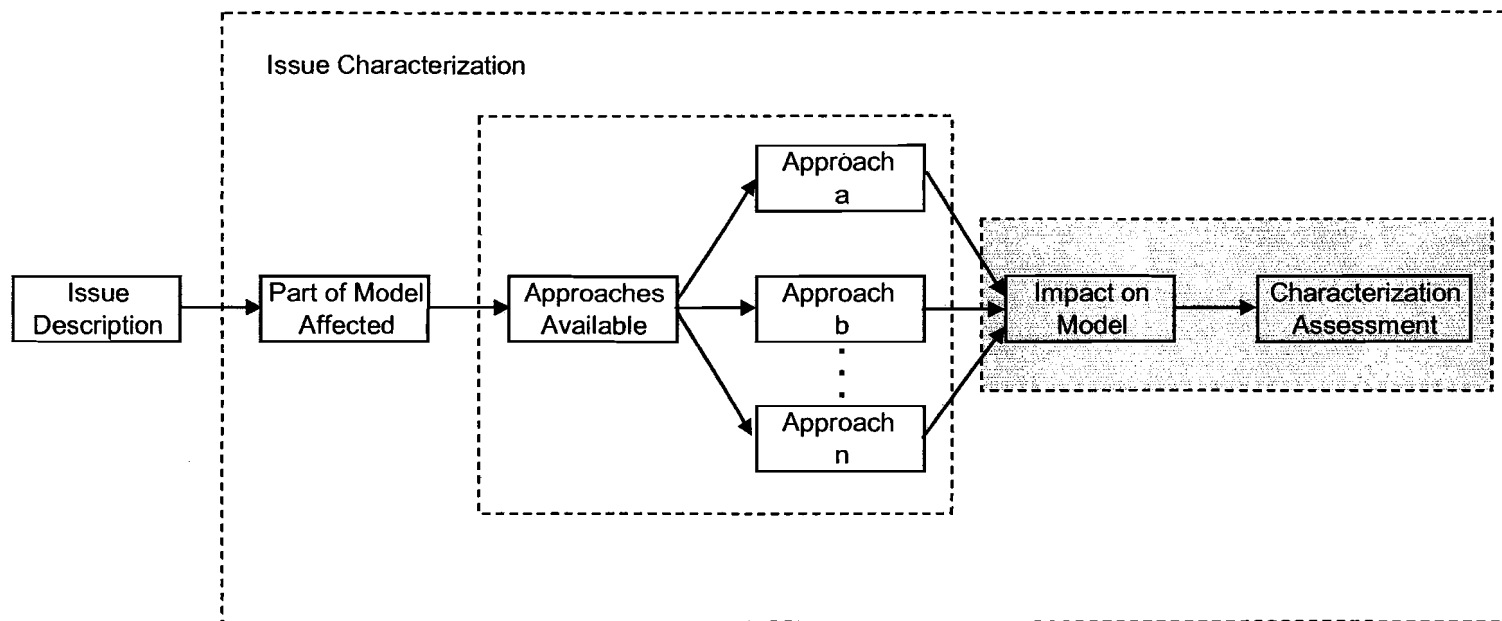 Issue Characterization
Issue
Description
Part of Model
Affected
Approaches
Available
Approach
a
Approach
b
Approach
n
Impact on
Model
Characterization
Assessment